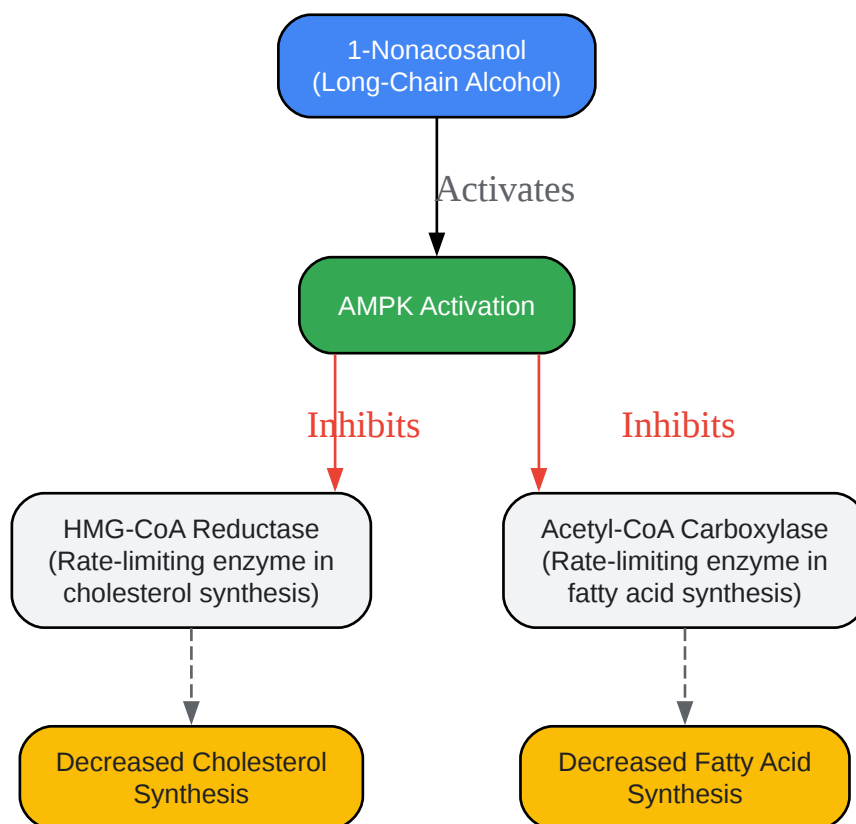 1-Nonacosanol
(Long-Chain Alcohol)
Activates
AMPK Activation
Inhibits
Inhibits
HMG-CoA Reductase
(Rate-limiting enzyme in
cholesterol synthesis)
Acetyl-CoA Carboxylase
(Rate-limiting enzyme in
fatty acid synthesis)
Decreased Cholesterol
Synthesis
Decreased Fatty Acid
Synthesis